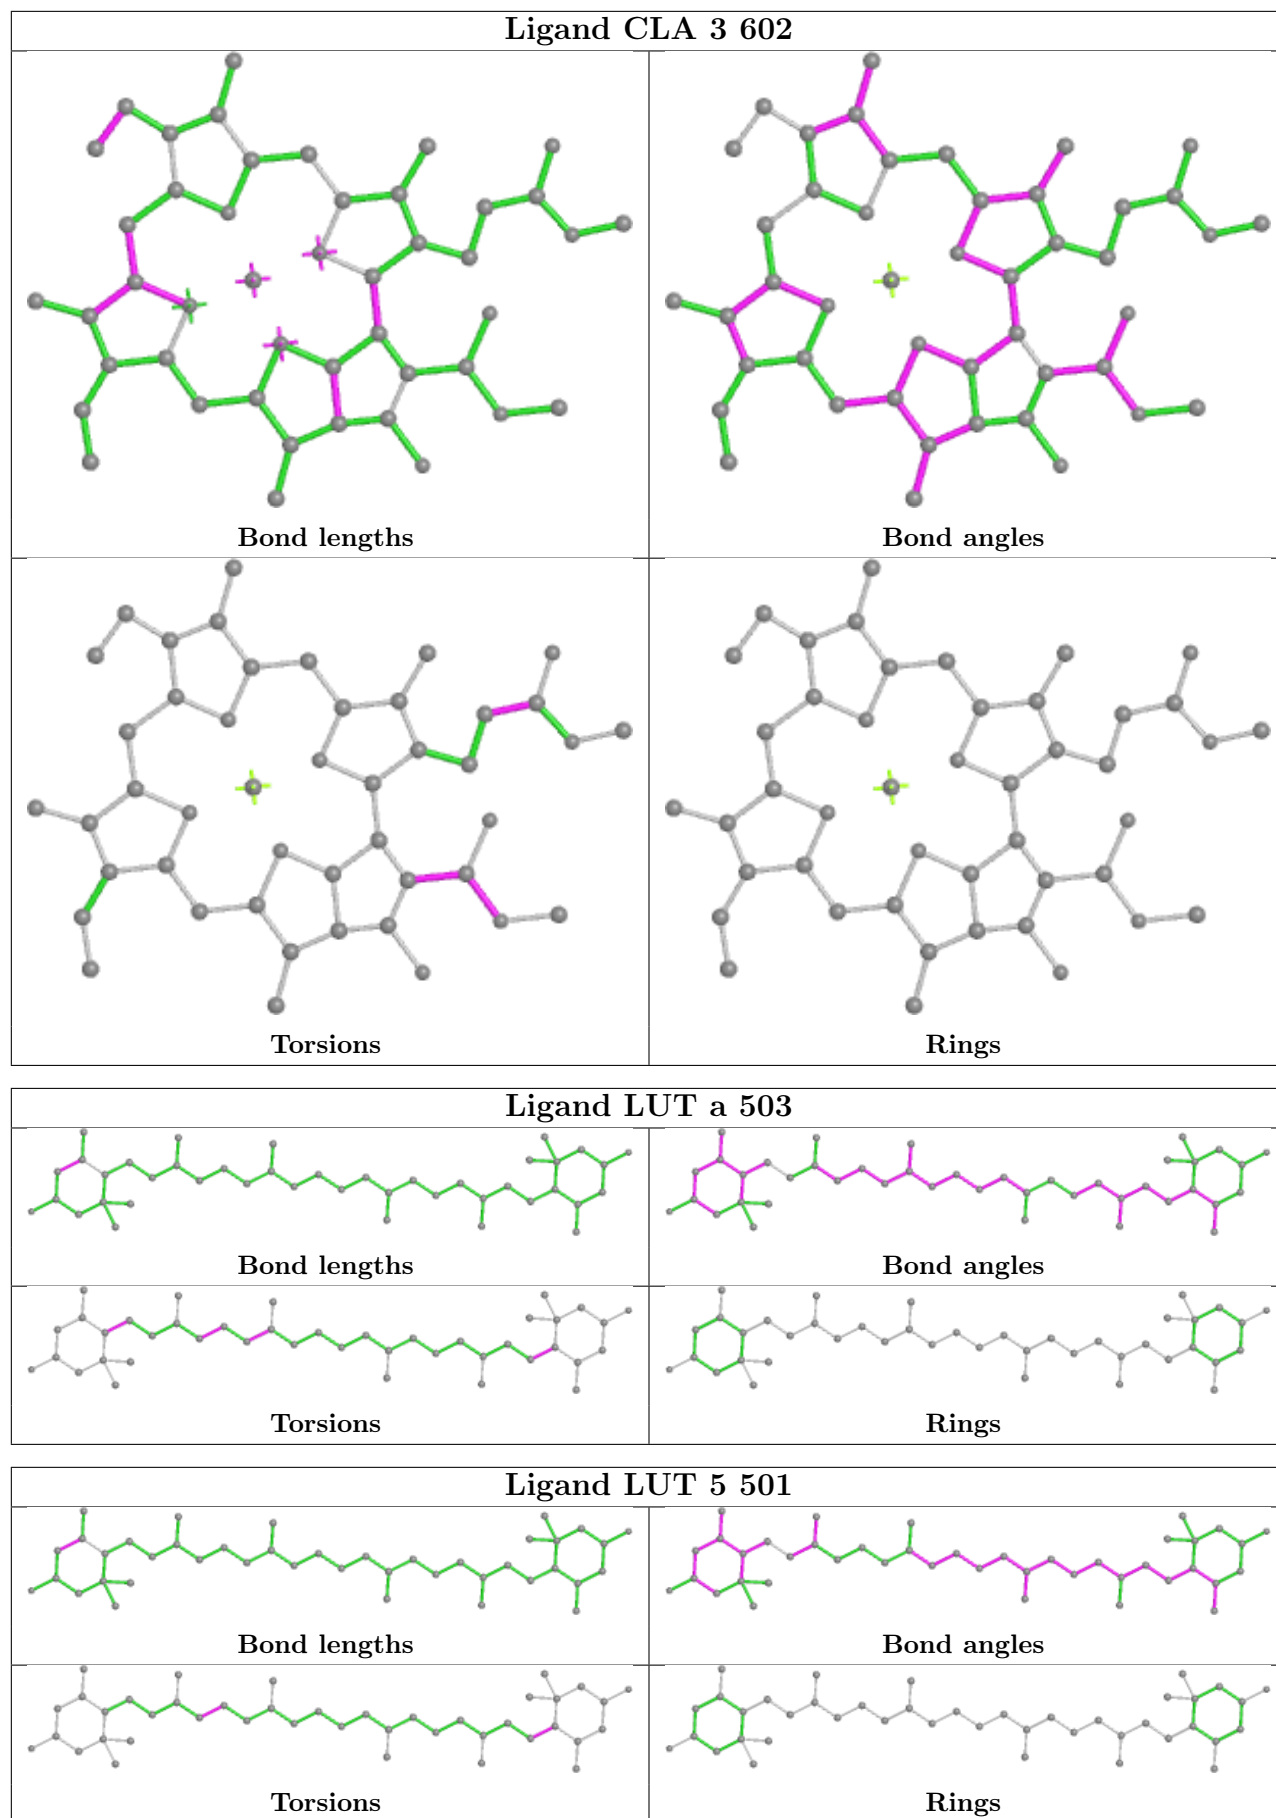 Ligand CLA 3 602
Bond lengths
Bond angles
Torsions
Rings
Ligand LUT a 503
Bond lengths
Bond angles
Torsions
Rings
Ligand LUT 5 501
Bond lengths
Bond angles
Torsions
Rings